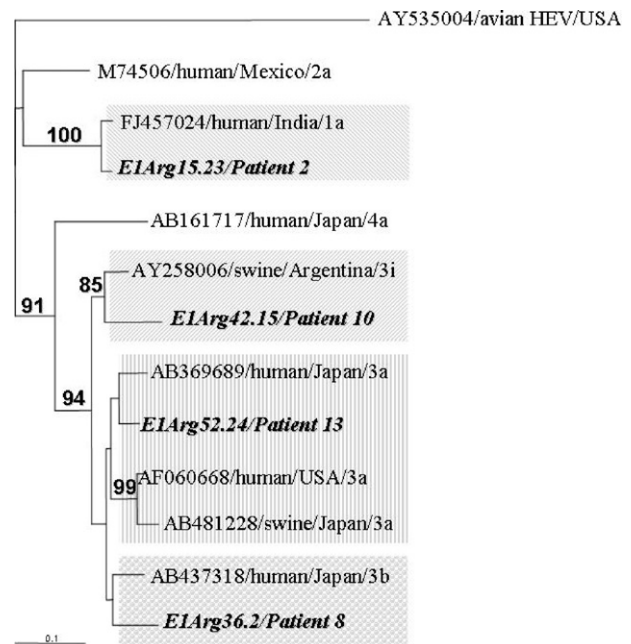 AY535004/avian HEV/USA
M74506/human/Mexico/2a
FJ457024/human/India/1a
100
E1Arg15.23/Patient 2
AB161717/human/Japan/4a
AY258006/swine/Argentina/3i
85
91
E1Arg42.15/Patient 10
AB369689/human/Japan/3a
94
E1Arg52.24/Patient 13
AF060668/human/USA/3a
99
AB481228/swine/Japan/3a
AB437318/human/Japan/3b
E1Arg36.2/Patient 8
0.1